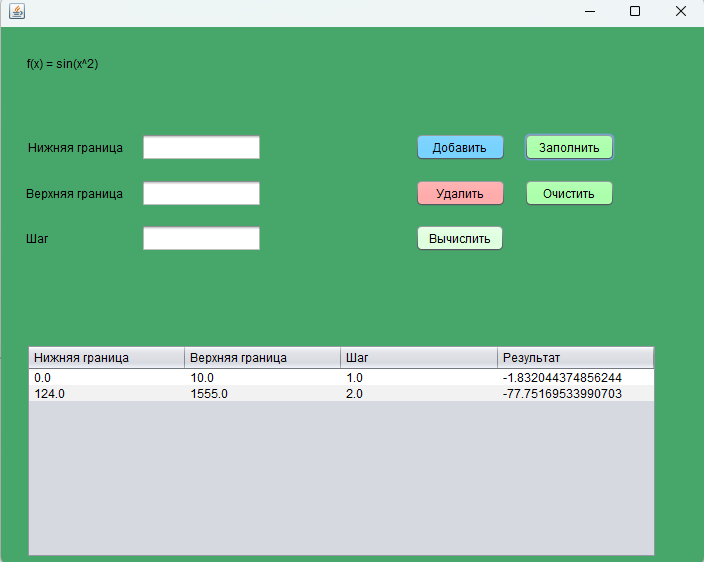 f(x) = sin(x^2)
Нижняя граница Добавить Заполнить
Верхняя граница Удалить Очистить
Шаг Вычислить
Нижняя граница Верхняя граница Шаг Результат
0.0 10.0 1.0 -1.832044374856244
124.0 1555.0 2.0 -77.75169533990703